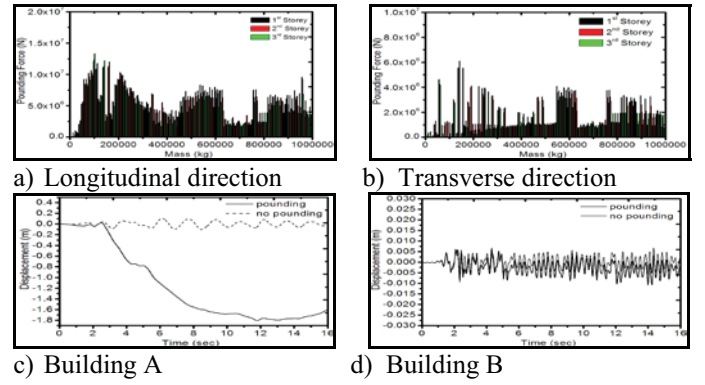 2.0x10⁷
1.5x10⁷
1.0x10⁷
5.0x10⁶
0.0
Pounding Force (N)
1ˢᵗ Storey
2ⁿᵈ Storey
3ʳᵈ Storey
0 200000 400000 600000 800000 1000000
Mass (kg)
1.0x10⁷
8.0x10⁶
6.0x10⁶
4.0x10⁶
2.0x10⁶
0.0
Pounding Force (N)
1ˢᵗ Storey
2ⁿᵈ Storey
3ʳᵈ Storey
0 200000 400000 600000 800000 1000000
Mass (kg)
a) Longitudinal direction
b) Transverse direction
0.4
0.2
0.0
-0.2
-0.4
-0.6
-0.8
-1.0
-1.2
-1.4
-1.6
-1.8
Displacement (m)
pounding
no pounding
0 2 4 6 8 10 12 14 16
Time (sec)
0.030
0.025
0.020
0.015
0.010
0.005
0.000
-0.005
-0.010
-0.015
-0.020
-0.025
-0.030
Displacement (m)
pounding
no pounding
0 2 4 6 8 10 12 14 16
Time (sec)
c) Building A
d) Building B